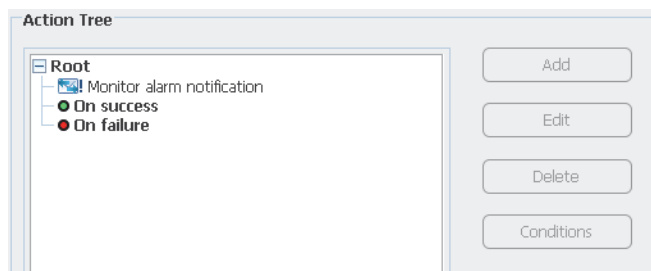 Action Tree
Root
Monitor alarm notification
On success
On failure
Add
Edit
Delete
Conditions